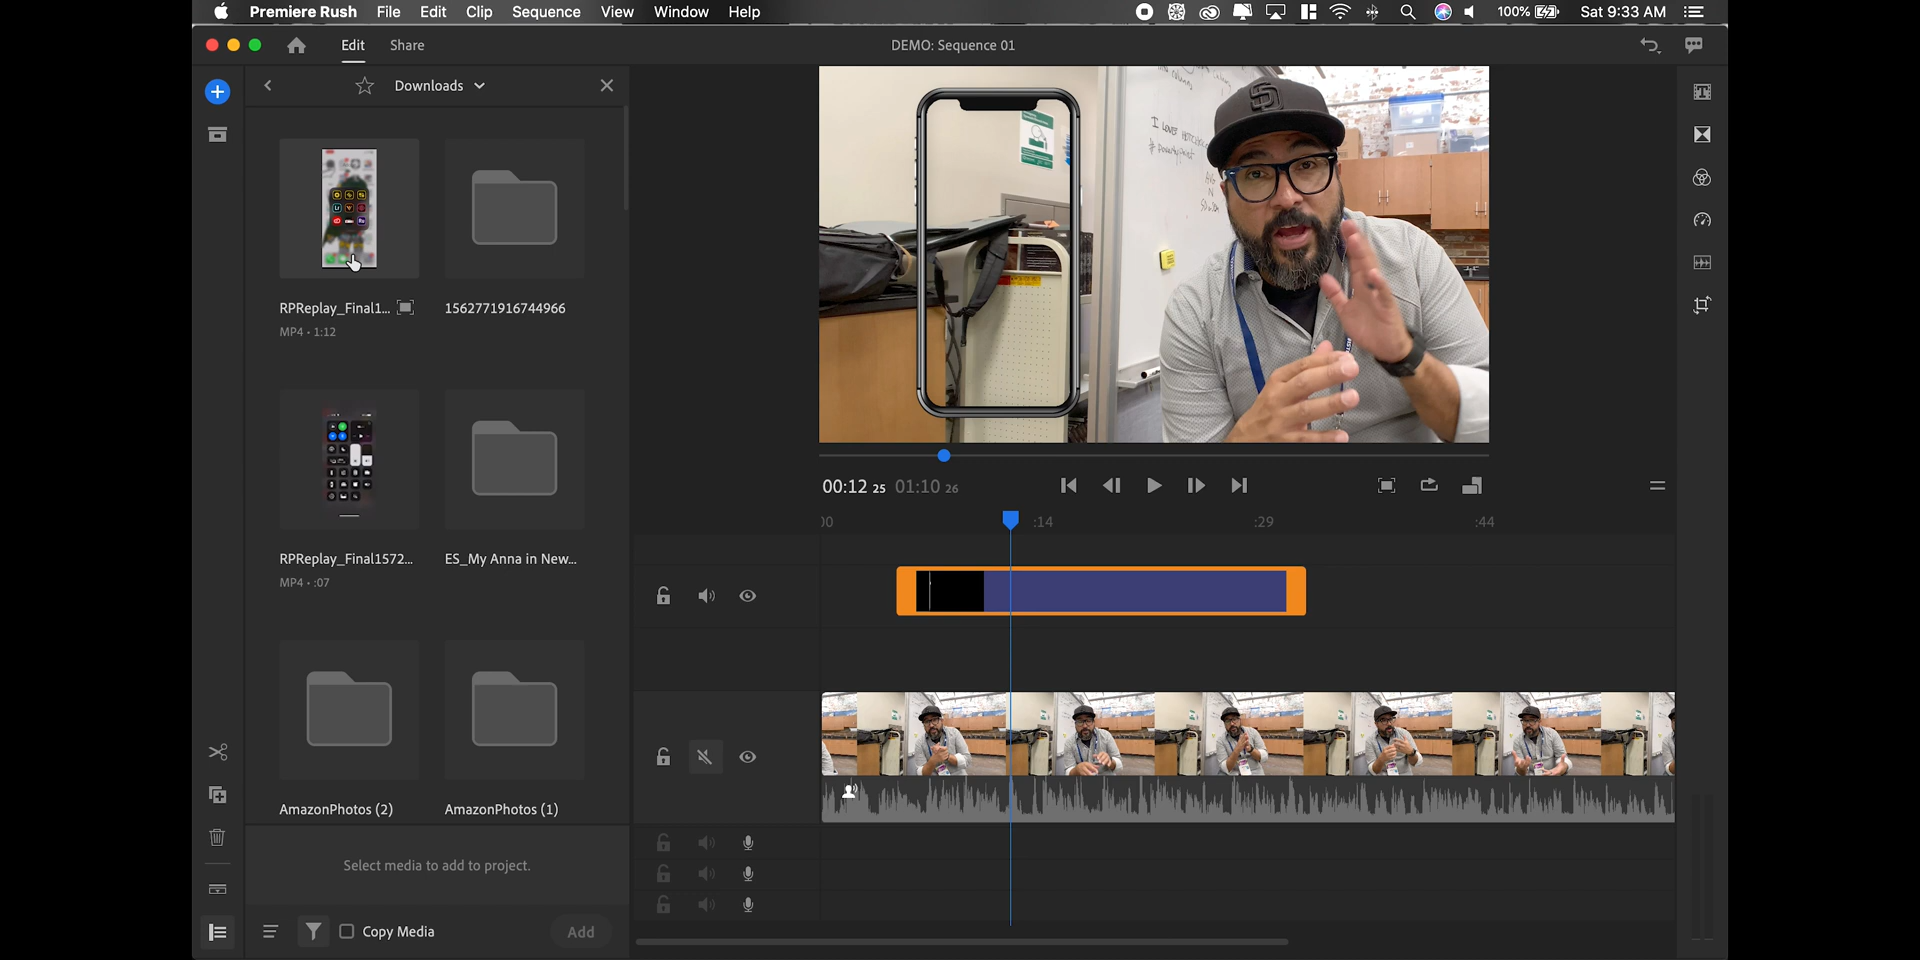 Premiere Rush File Edit Clip Sequence View Window Help
100% Sat 9:33 AM
Edit Share
DEMO: Sequence 01
Downloads
RPReplay_Final1...
MP4 • 1:12
1562771916744966
RPReplay_Final1572...
MP4 • :07
ES_My Anna in New...
AmazonPhotos (2)
AmazonPhotos (1)
Select media to add to project.
Copy Media
Add
I LOVE
SD
00:12 25 01:10 26
:14 :29 :44